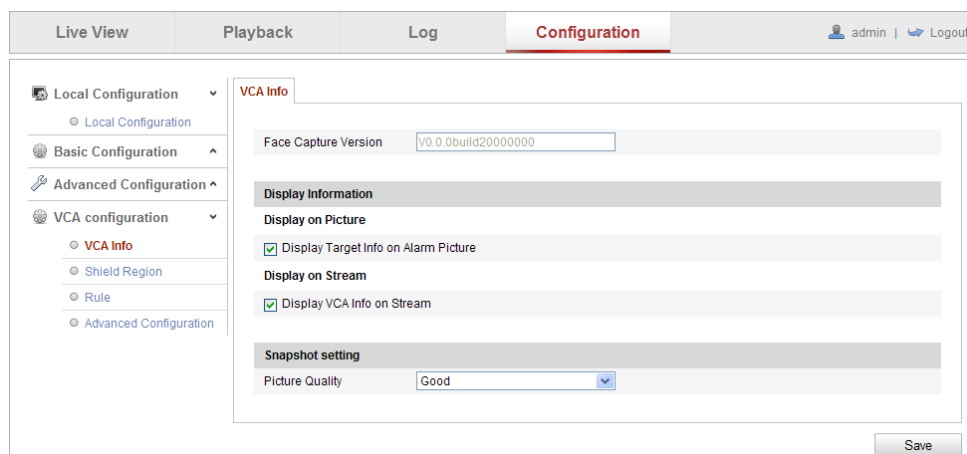 Live View Playback Log Configuration admin | Logout
Local Configuration
Local Configuration
Basic Configuration
Advanced Configuration
VCA configuration
VCA Info
Shield Region
Rule
Advanced Configuration
VCA Info
Face Capture Version V0.0.0build20000000
Display Information
Display on Picture
Display Target Info on Alarm Picture
Display on Stream
Display VCA Info on Stream
Snapshot setting
Picture Quality Good
Save